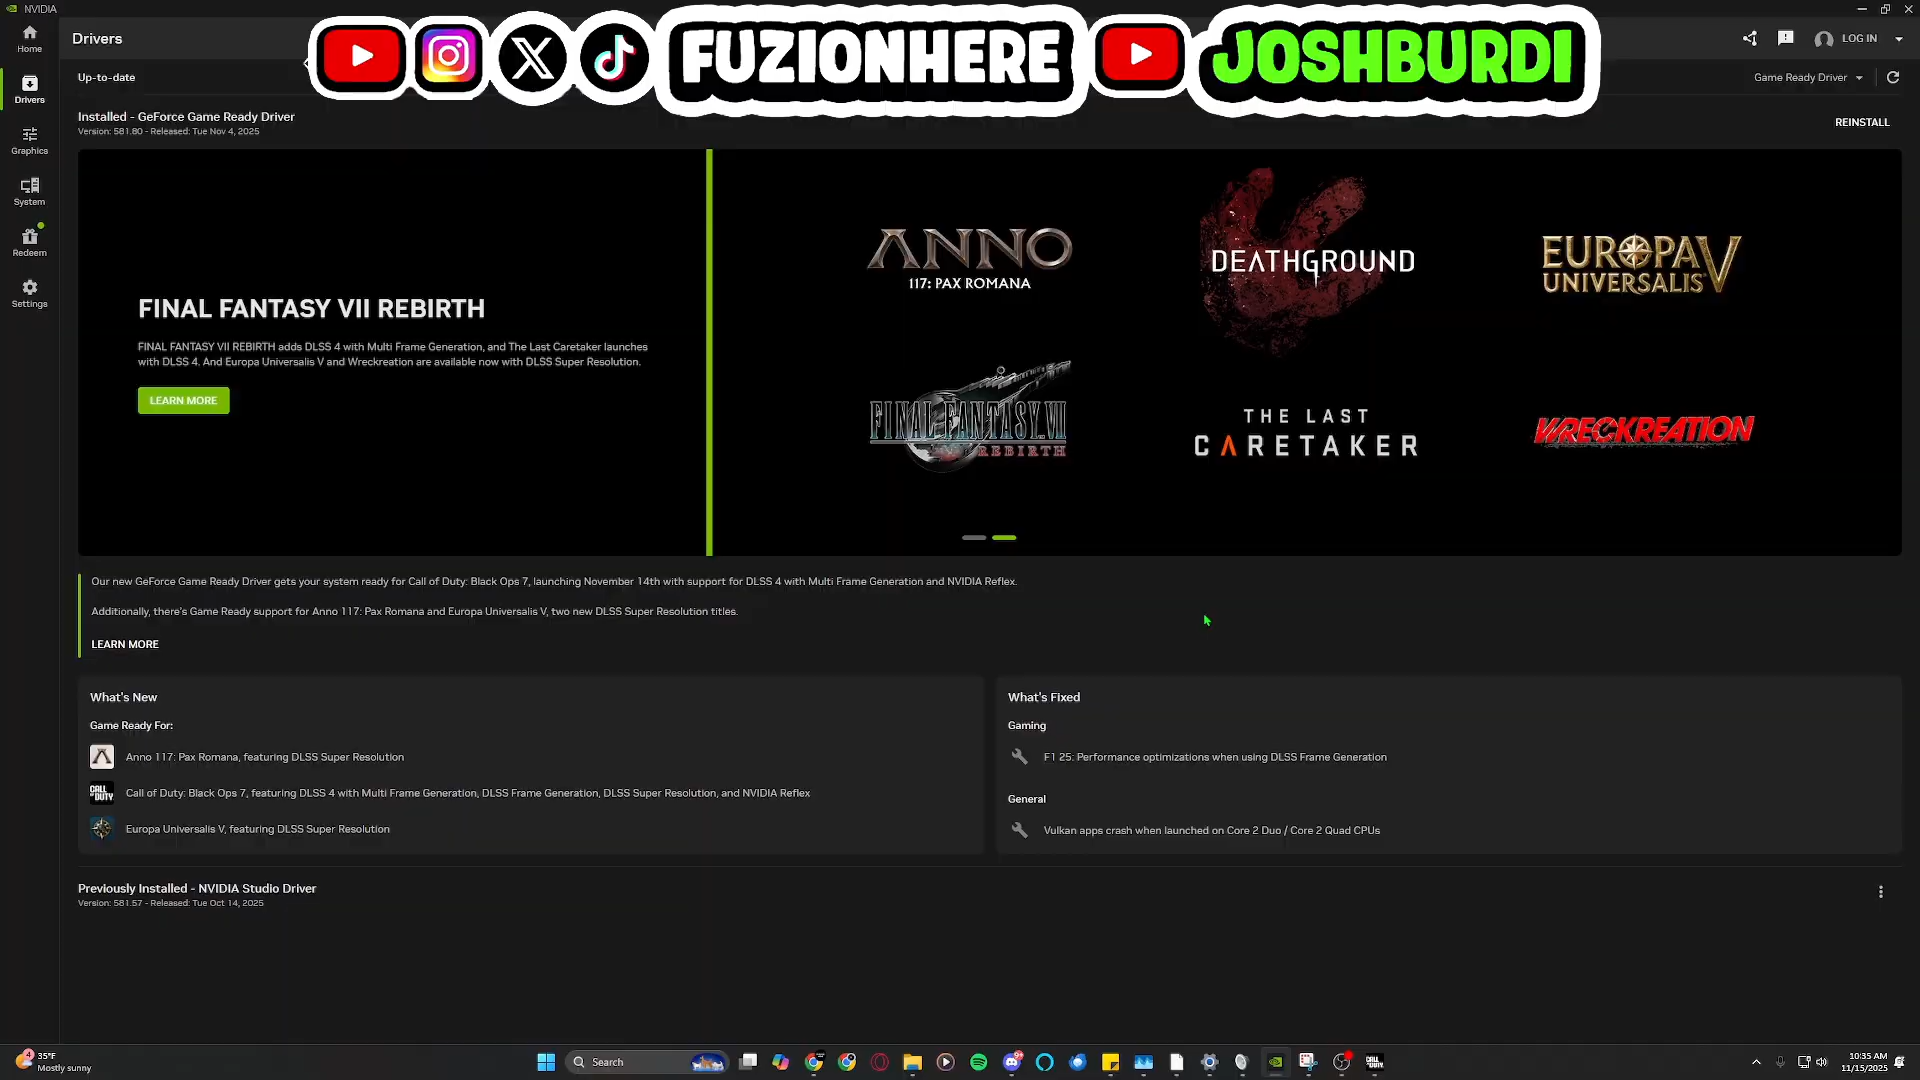 NVIDIA
Home
Drivers
Graphics
System
Redeem
Settings
Drivers
FUZIONHERE
JOSHBURDI
LOG IN
Up-to-date
Game Ready Driver
Installed - GeForce Game Ready Driver
Version: 581.80 - Released: Tue Nov 4, 2025
REINSTALL
FINAL FANTASY VII REBIRTH
FINAL FANTASY VII REBIRTH adds DLSS 4 with Multi Frame Generation, and The Last Caretaker launches
with DLSS 4. And Europa Universalis V and Wreckreation are available now with DLSS Super Resolution.
LEARN MORE
ANNO
117: PAX ROMANA
DEATHGROUND
EUROPA V
UNIVERSALIS
FINAL FANTASY VII
REBIRTH
THE LAST
CARETAKER
WRECKREATION
Our new GeForce Game Ready Driver gets your system ready for Call of Duty: Black Ops 7, launching November 14th with support for DLSS 4 with Multi Frame Generation and NVIDIA Reflex.
Additionally, there's Game Ready support for Anno 117: Pax Romana and Europa Universalis V, two new DLSS Super Resolution titles.
LEARN MORE
What's New
Game Ready For:
Anno 117: Pax Romana, featuring DLSS Super Resolution
CALL OF DUTY
Call of Duty: Black Ops 7, featuring DLSS 4 with Multi Frame Generation, DLSS Frame Generation, DLSS Super Resolution, and NVIDIA Reflex
Europa Universalis V, featuring DLSS Super Resolution
What's Fixed
Gaming
F1 25: Performance optimizations when using DLSS Frame Generation
General
Vulkan apps crash when launched on Core 2 Duo / Core 2 Quad CPUs
Previously Installed - NVIDIA Studio Driver
Version: 581.57 - Released: Tue Oct 14, 2025
35°F
Mostly sunny
Search
10:35 AM
11/15/2025